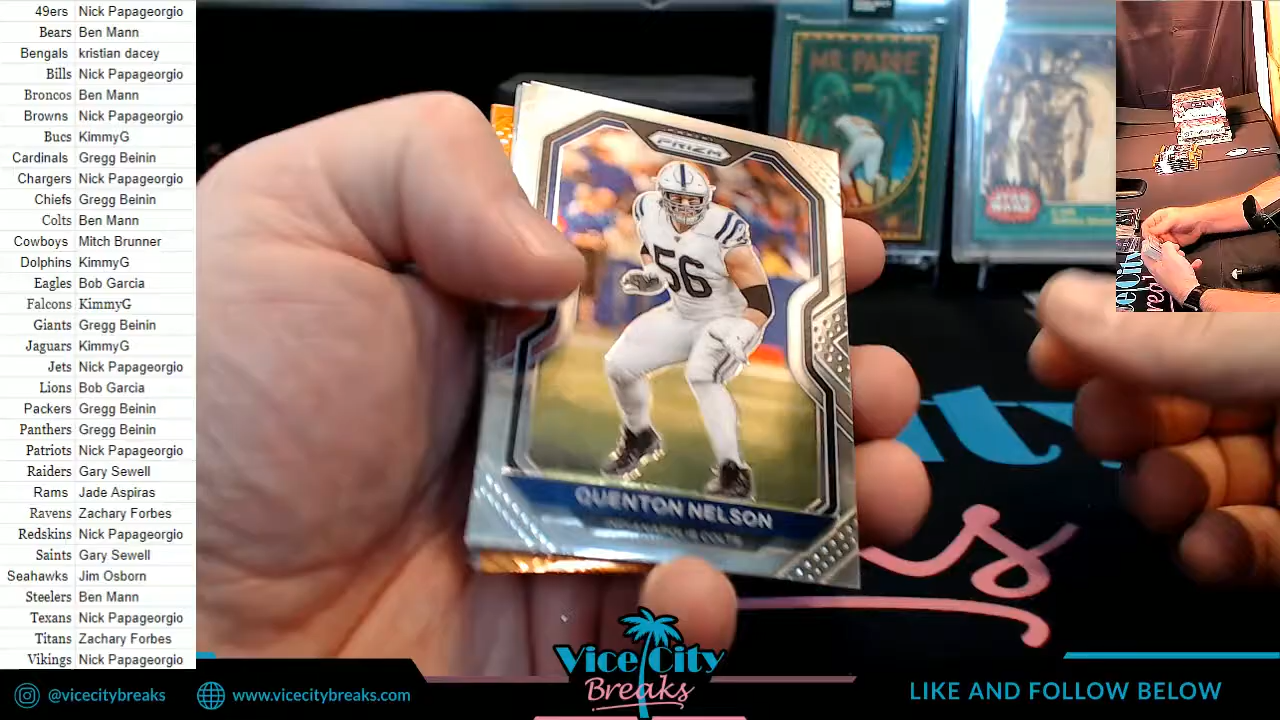 49ers Nick Papageorgio
Bears Ben Mann
Bengals kristian dacey
Bills Nick Papageorgio
Broncos Ben Mann
Browns Nick Papageorgio
Bucs KimmyG
Cardinals Gregg Beinin
Chargers Nick Papageorgio
Chiefs Gregg Beinin
Colts Ben Mann
Cowboys Mitch Brunner
Dolphins KimmyG
Eagles Bob Garcia
Falcons KimmyG
Giants Gregg Beinin
Jaguars KimmyG
Jets Nick Papageorgio
Lions Bob Garcia
Packers Gregg Beinin
Panthers Gregg Beinin
Patriots Nick Papageorgio
Raiders Gary Sewell
Rams Jade Aspiras
Ravens Zachary Forbes
Redskins Nick Papageorgio
Saints Gary Sewell
Seahawks Jim Osborn
Steelers Ben Mann
Texans Nick Papageorgio
Titans Zachary Forbes
Vikings Nick Papageorgio
PRIZM
56
QUENTON NELSON
INDIANAPOLIS COLTS
STAR
WARS
Vice City
Breaks
@vicecitybreaks
www.vicecitybreaks.com
LIKE AND FOLLOW BELOW